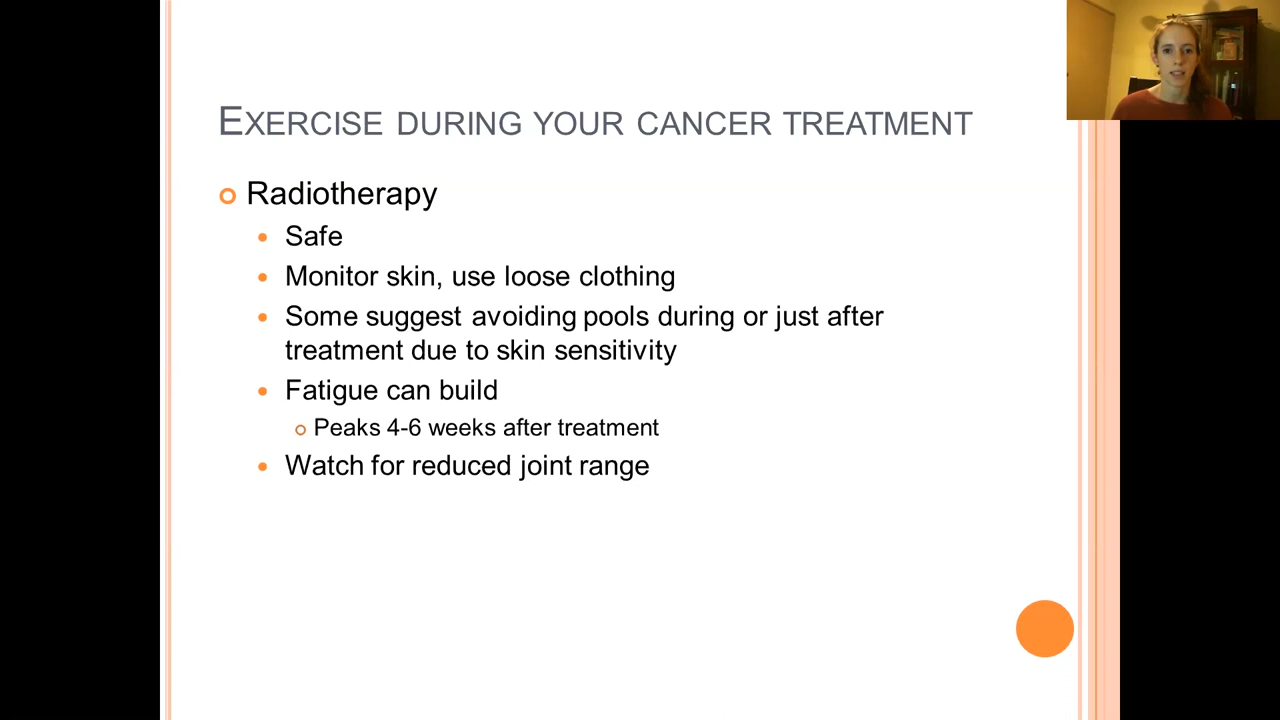 EXERCISE DURING YOUR CANCER TREATMENT
Radiotherapy
Safe
Monitor skin, use loose clothing
Some suggest avoiding pools during or just after
treatment due to skin sensitivity
Fatigue can build
Peaks 4-6 weeks after treatment
Watch for reduced joint range